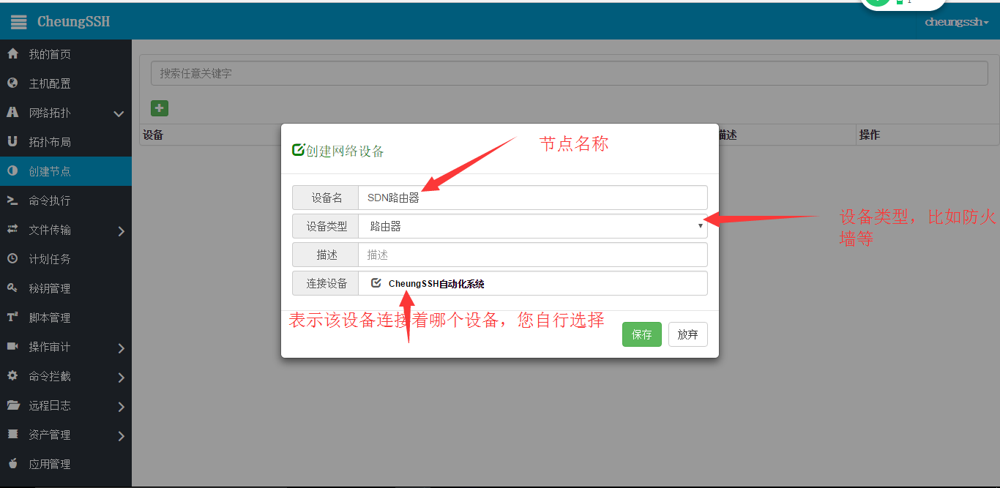 CheungSSH
cheungssh
我的首页
主机配置
网络拓扑
拓扑布局
创建节点
命令执行
文件传输
计划任务
秘钥管理
脚本管理
操作审计
命令拦截
远程日志
资产管理
应用管理
搜索任意关键字
设备
描述
操作
创建网络设备
节点名称
设备名
SDN路由器
设备类型
路由器
设备类型，比如防火
墙等
描述
描述
连接设备
CheungSSH自动化系统
表示该设备连接着哪个设备，您自行选择
保存
放弃